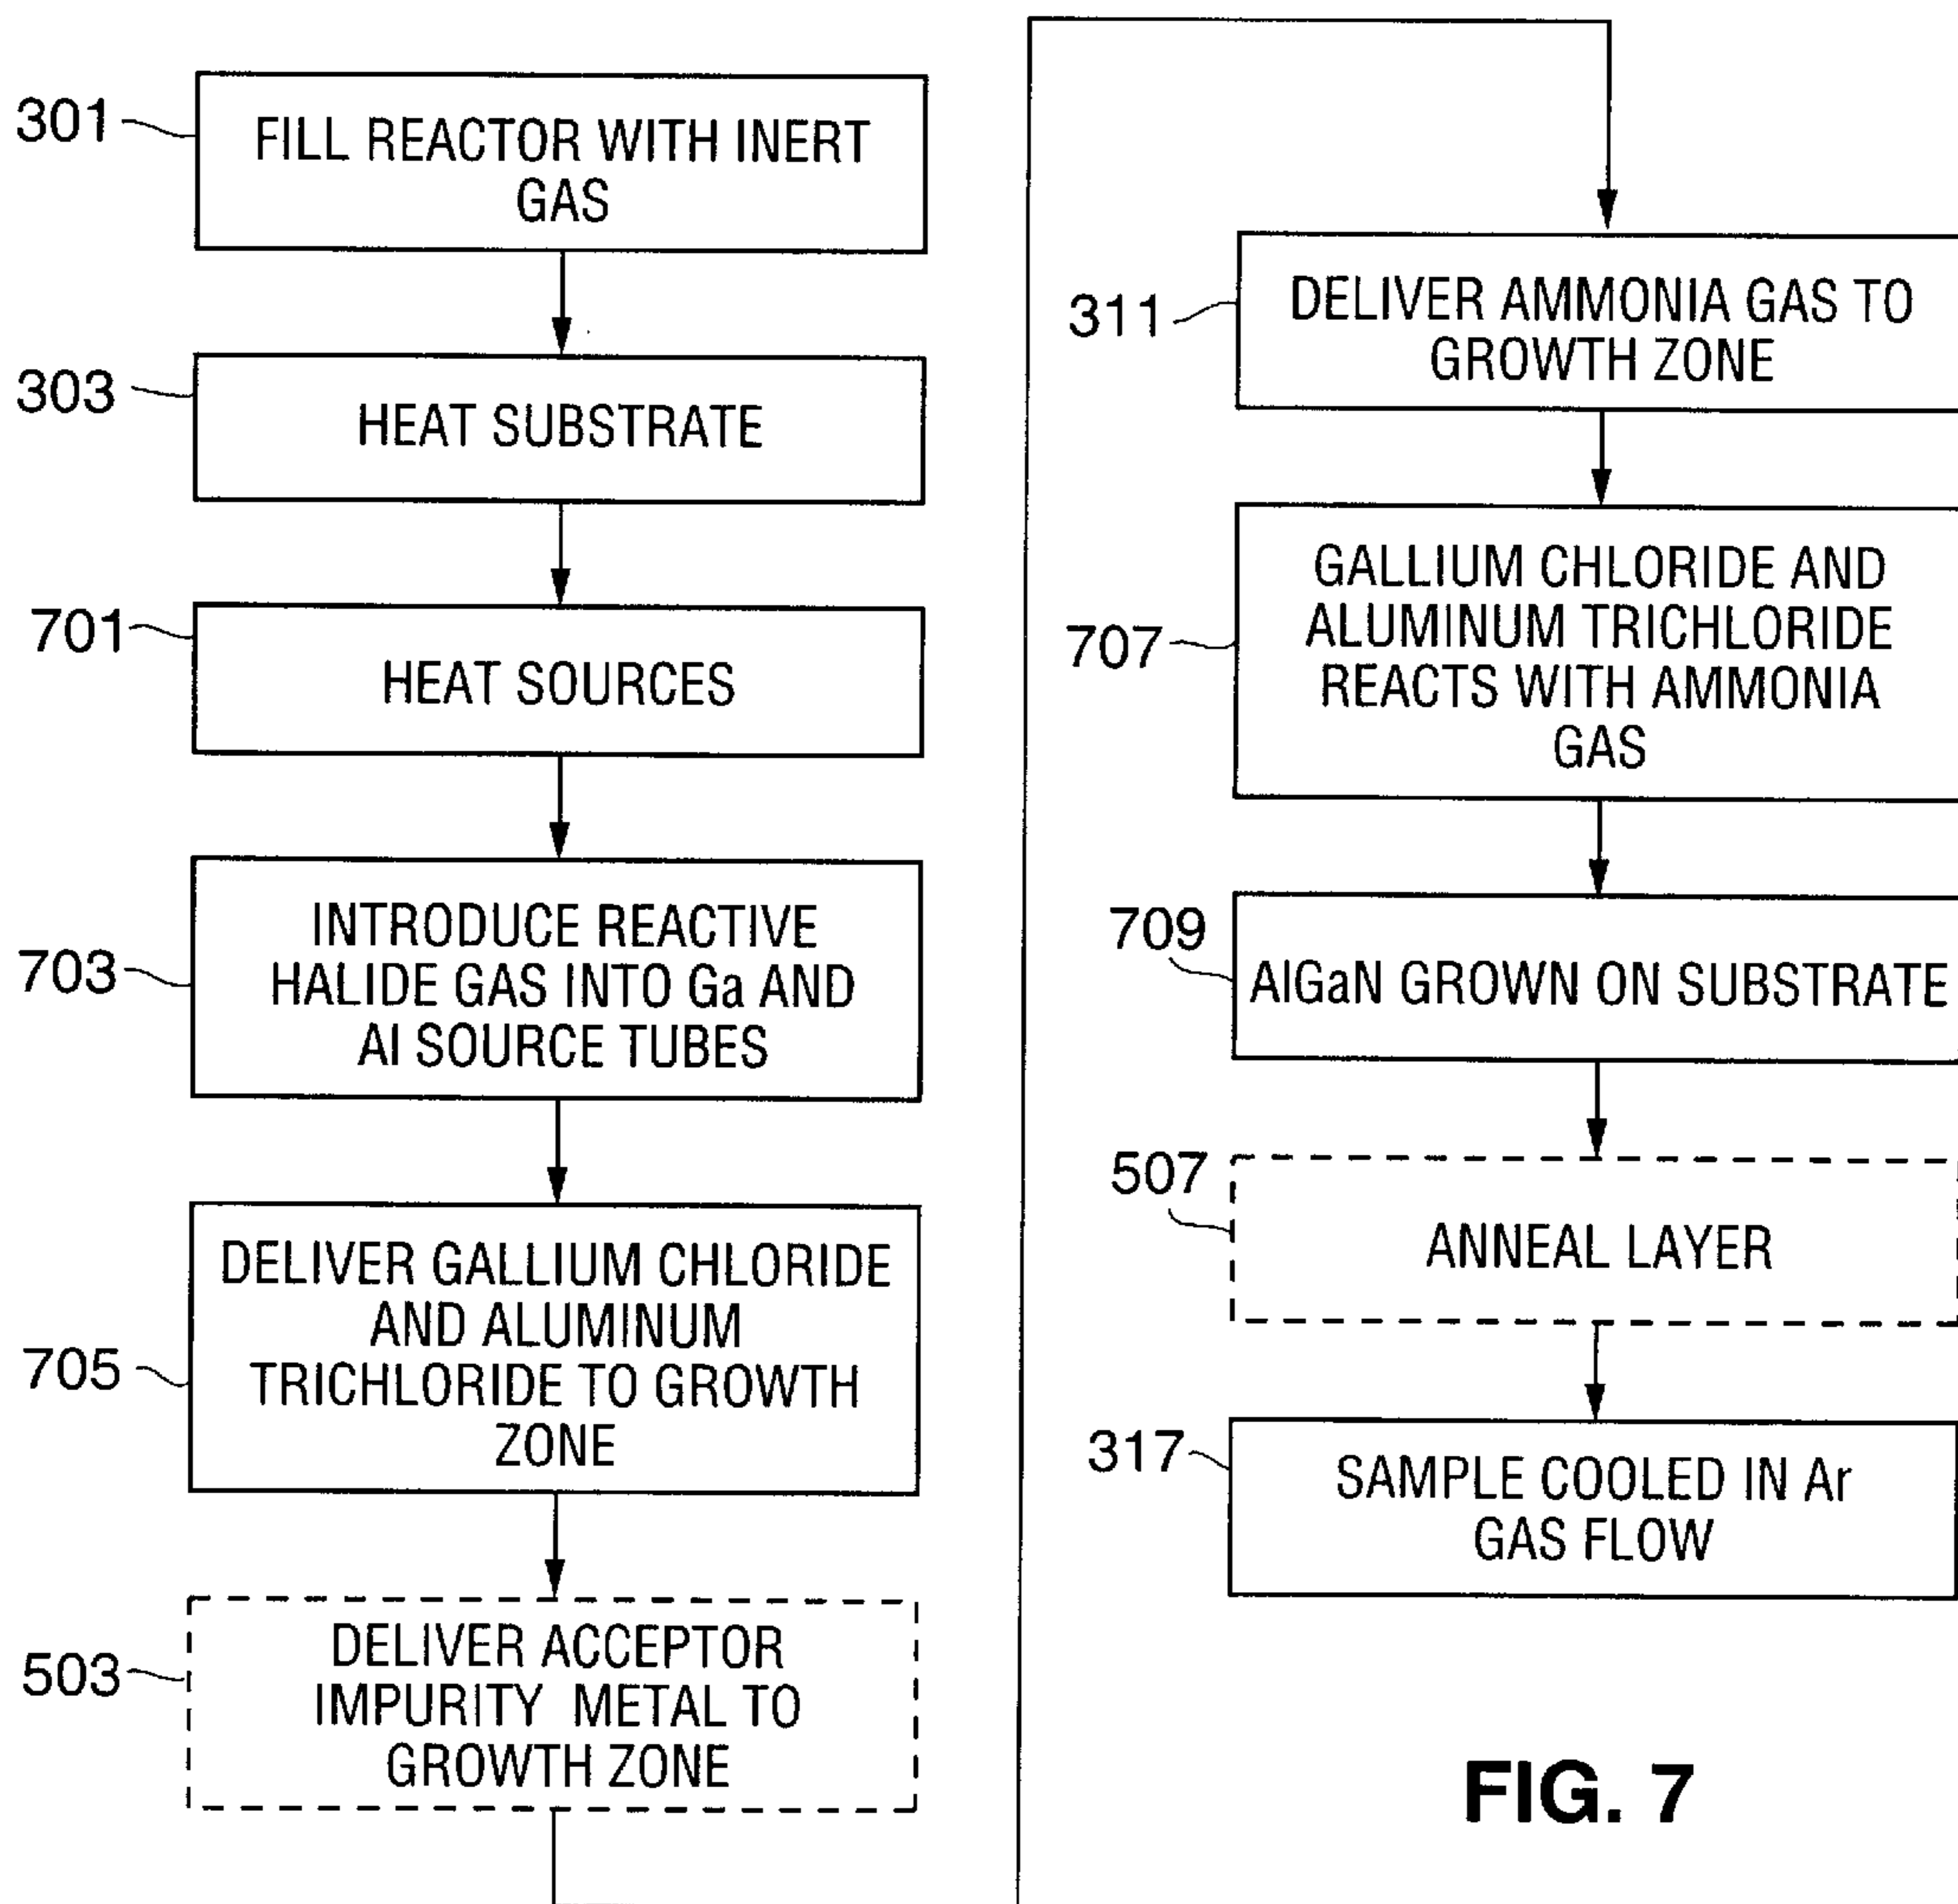 301
FILL REACTOR WITH INERT
GAS
303
HEAT SUBSTRATE
701
HEAT SOURCES
703
INTRODUCE REACTIVE
HALIDE GAS INTO Ga AND
Al SOURCE TUBES
705
DELIVER GALLIUM CHLORIDE
AND ALUMINUM
TRICHLORIDE TO GROWTH
ZONE
503
DELIVER ACCEPTOR
IMPURITY METAL TO
GROWTH ZONE
311
DELIVER AMMONIA GAS TO
GROWTH ZONE
707
GALLIUM CHLORIDE AND
ALUMINUM TRICHLORIDE
REACTS WITH AMMONIA
GAS
709
AlGaN GROWN ON SUBSTRATE
507
ANNEAL LAYER
317
SAMPLE COOLED IN Ar
GAS FLOW
FIG. 7